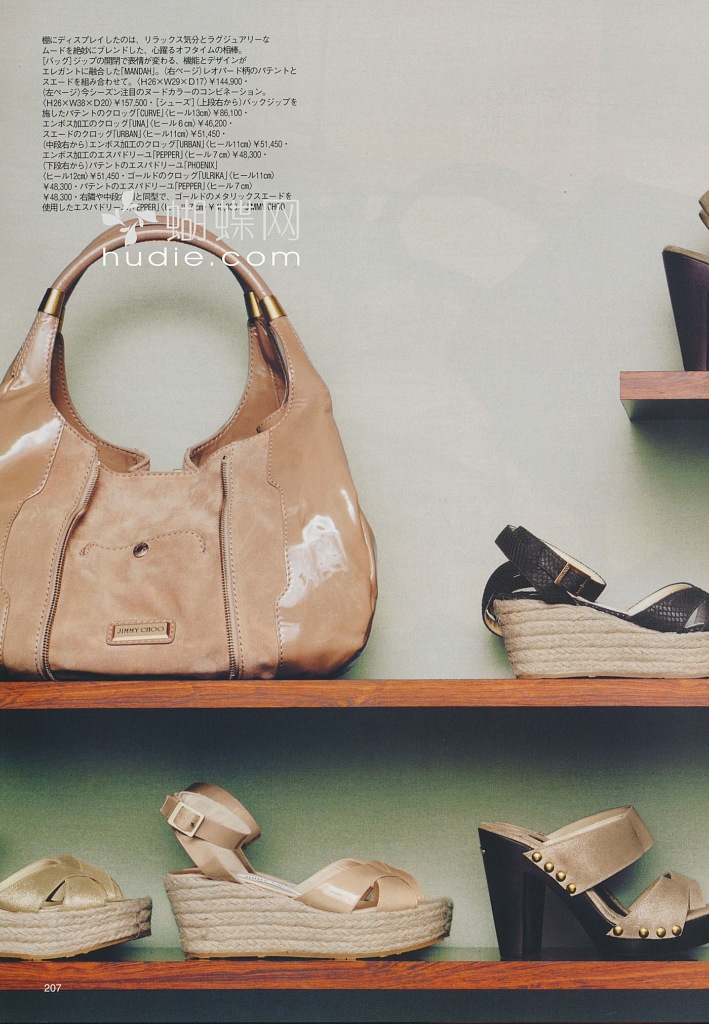 棚にディスプレイしたのは、リラックス気分とラグジュアリーな
ムードを絶妙にブレンドした、心躍るオフタイムの相棒。
[バッグ]ジップの開閉で表情が変わる、機能とデザインが
エレガントに融合した「MANDAH」。(右ページ)レオパード柄のパテントと
スエードを組み合わせて。〈H26×W29×D17〉¥144,900・
(左ページ)今シーズン注目のヌードカラーのコンビネーション。
〈H26×W38×D20〉¥157,500・[シューズ](上段右から)バックジップを
施したパテントのクロッグ「CURVE」〈ヒール13cm〉¥86,100・
エンボス加工のクロッグ「UNA」〈ヒール6cm〉¥46,200・
スエードのクロッグ「URBAN」〈ヒール11cm〉¥51,450・
(中段右から)エンボス加工のクロッグ「URBAN」〈ヒール11cm〉¥51,450・
エンボス加工のエスパドリーユ「PEPPER」〈ヒール7cm〉¥48,300・
(下段右から)パテントのエスパドリーユ「PHOENIX」
〈ヒール12cm〉¥51,450・ゴールドのクロッグ「ULRIKA」〈ヒール11cm〉
¥48,300・パテントのエスパドリーユ「PEPPER」〈ヒール7cm〉
¥48,300・右隣や中段 と同型で、ゴールドのメタリックスエードを
使用したエスパド 「PEPPER」〈ヒール7cm〉 JIMMY CHOO
蝴蝶网
hudie.com
JIMMY CHOO
207